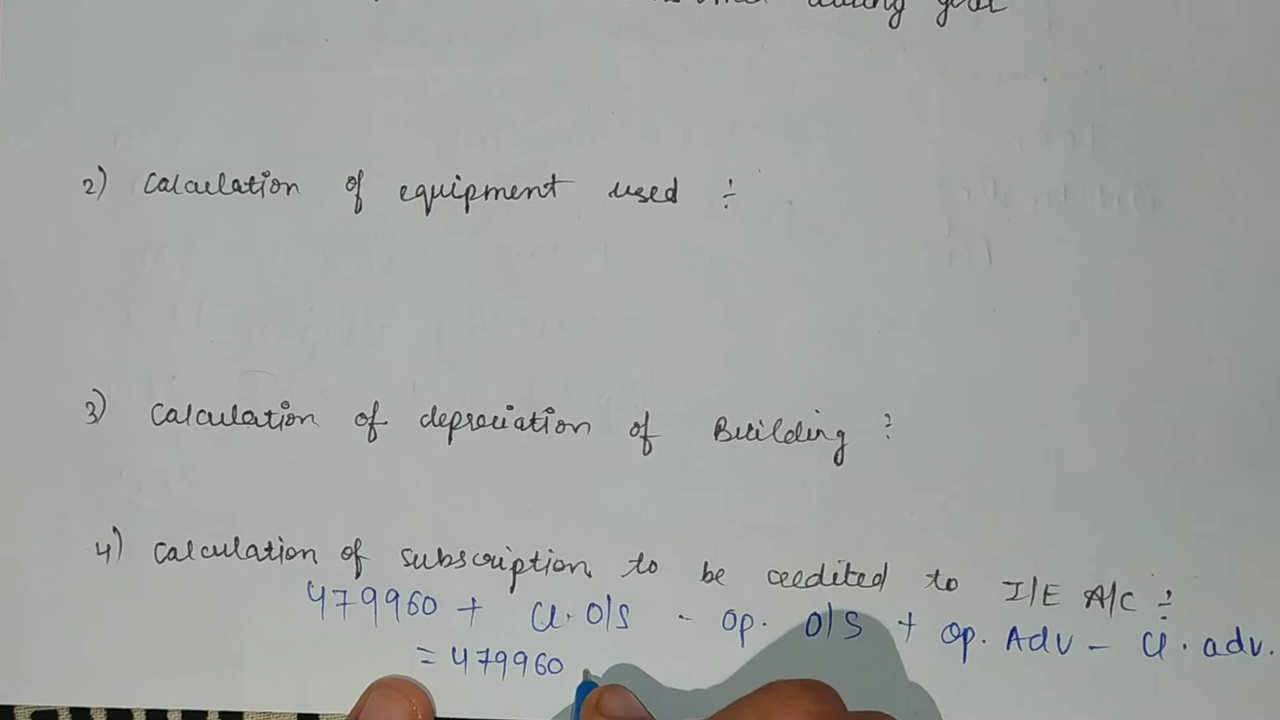 year
2) Calculation of equipment used ÷
3) Calculation of depreciation of Building :
4) Calculation of subscription to be credited to I/E A/C :
479960 + Cl. O/S - Op. O/S + Op. Adv - Cl. adv.
= 479960